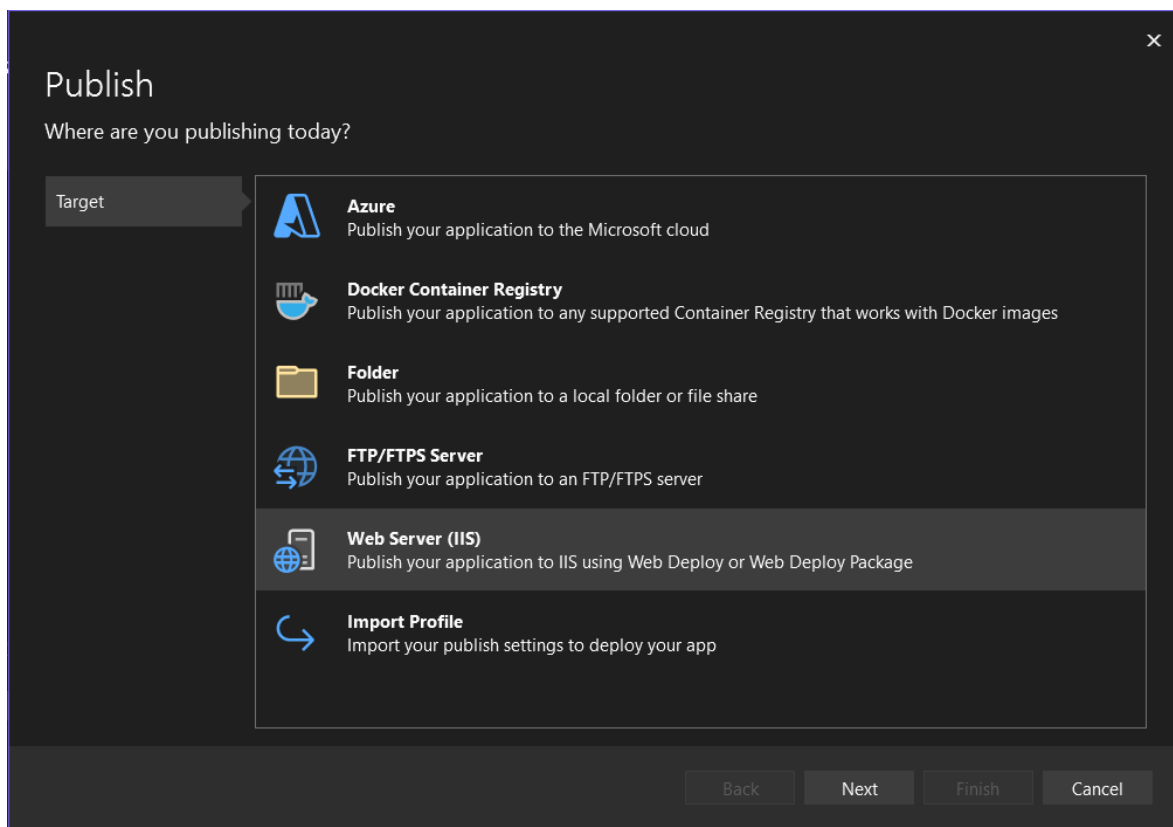 Publish
Where are you publishing today?
Target
Azure
Publish your application to the Microsoft cloud
Docker Container Registry
Publish your application to any supported Container Registry that works with Docker images
Folder
Publish your application to a local folder or file share
FTP/FTPS Server
Publish your application to an FTP/FTPS server
Web Server (IIS)
Publish your application to IIS using Web Deploy or Web Deploy Package
Import Profile
Import your publish settings to deploy your app
Back
Next
Finish
Cancel